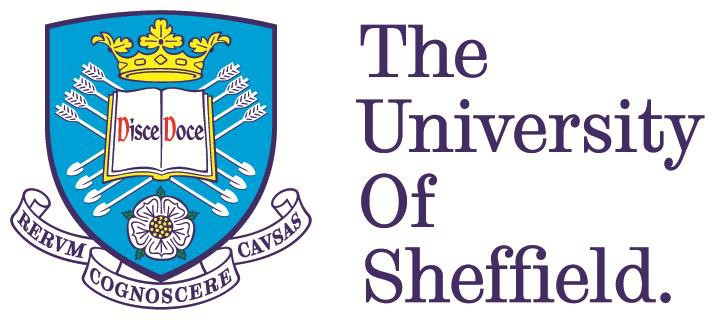 Disce Doce
RERVM
COGNOSCERE
CAVSAS
The
University
Of
Sheffield.